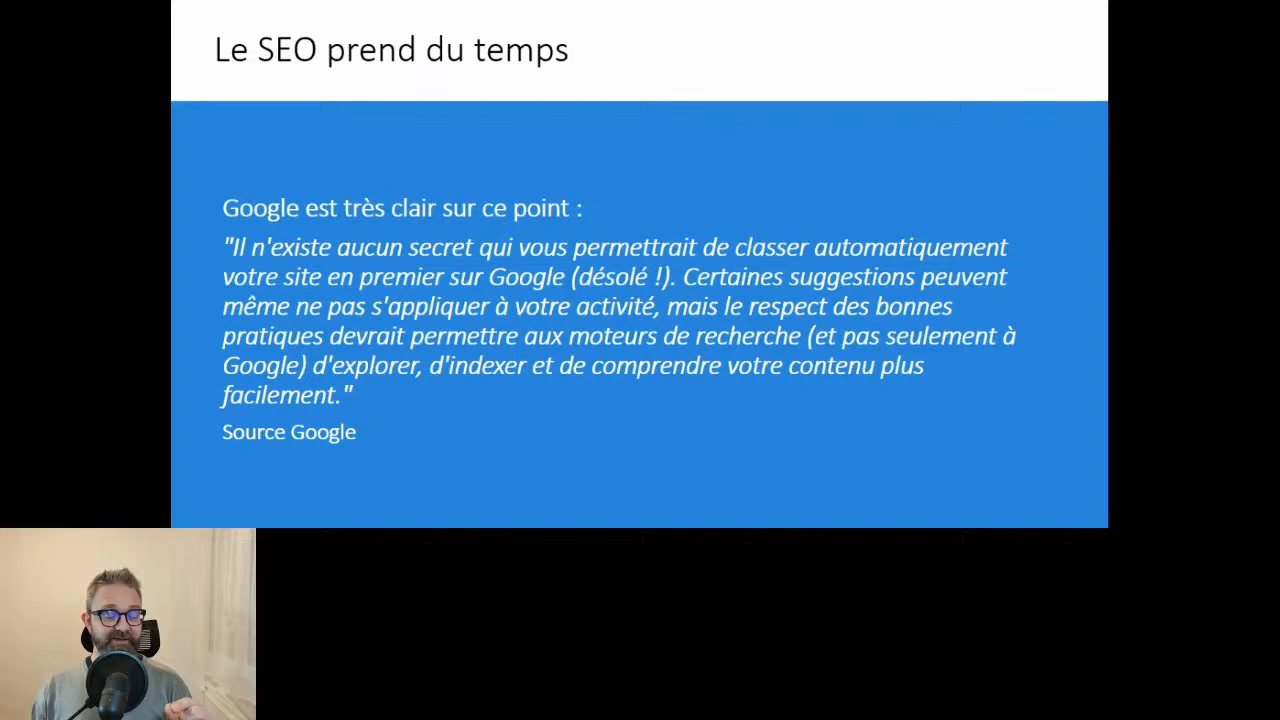 Le SEO prend du temps
Google est très clair sur ce point :
"Il n'existe aucun secret qui vous permettrait de classer automatiquement
votre site en premier sur Google (désolé !). Certaines suggestions peuvent
même ne pas s'appliquer à votre activité, mais le respect des bonnes
pratiques devrait permettre aux moteurs de recherche (et pas seulement à
Google) d'explorer, d'indexer et de comprendre votre contenu plus
facilement."
Source Google